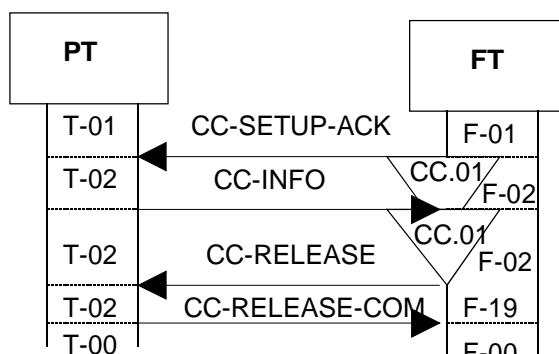 PT
FT
T-01 CC-SETUP-ACK F-01
T-02 CC-INFO CC.01 F-02
T-02 CC-RELEASE CC.01 F-02
T-02 CC-RELEASE-COM F-19
T-00 F-00